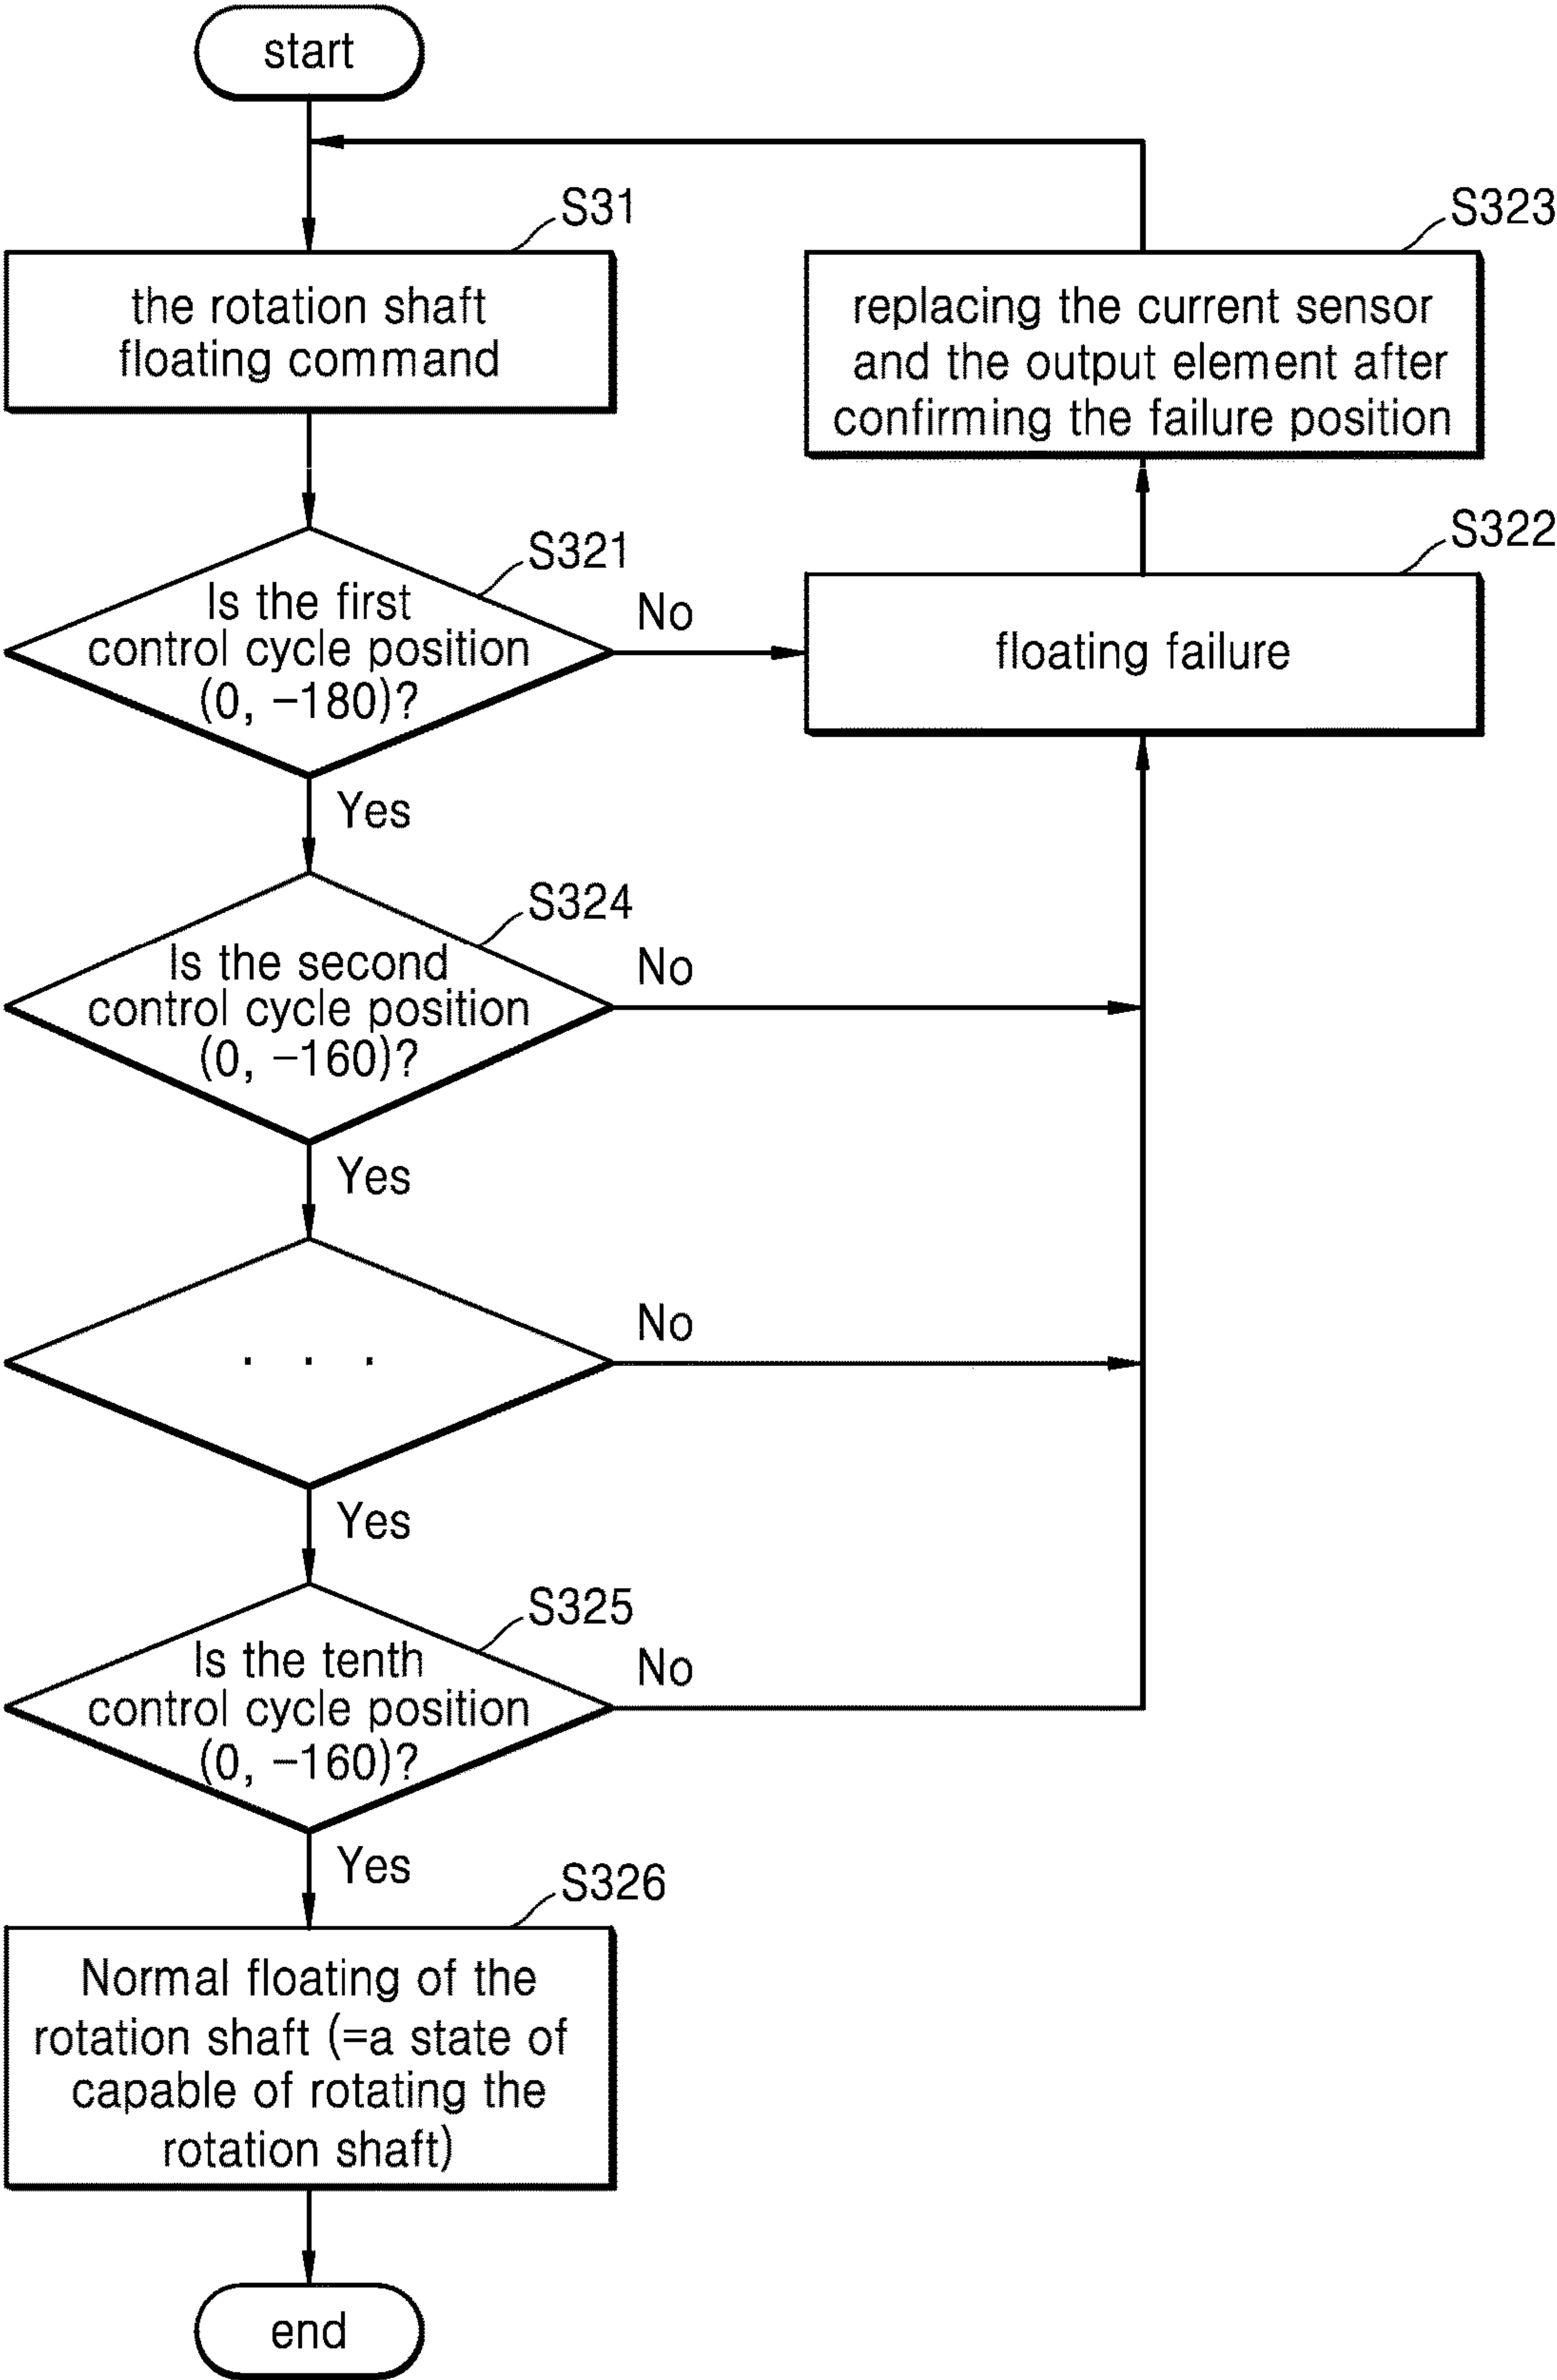 start
S31
the rotation shaft
floating command
S323
replacing the current sensor
and the output element after
confirming the failure position
S321
Is the first
control cycle position
(0, −180)?
No
S322
floating failure
Yes
S324
Is the second
control cycle position
(0, −160)?
No
Yes
. . .
No
Yes
S325
Is the tenth
control cycle position
(0, −160)?
No
Yes
S326
Normal floating of the
rotation shaft (=a state of
capable of rotating the
rotation shaft)
end